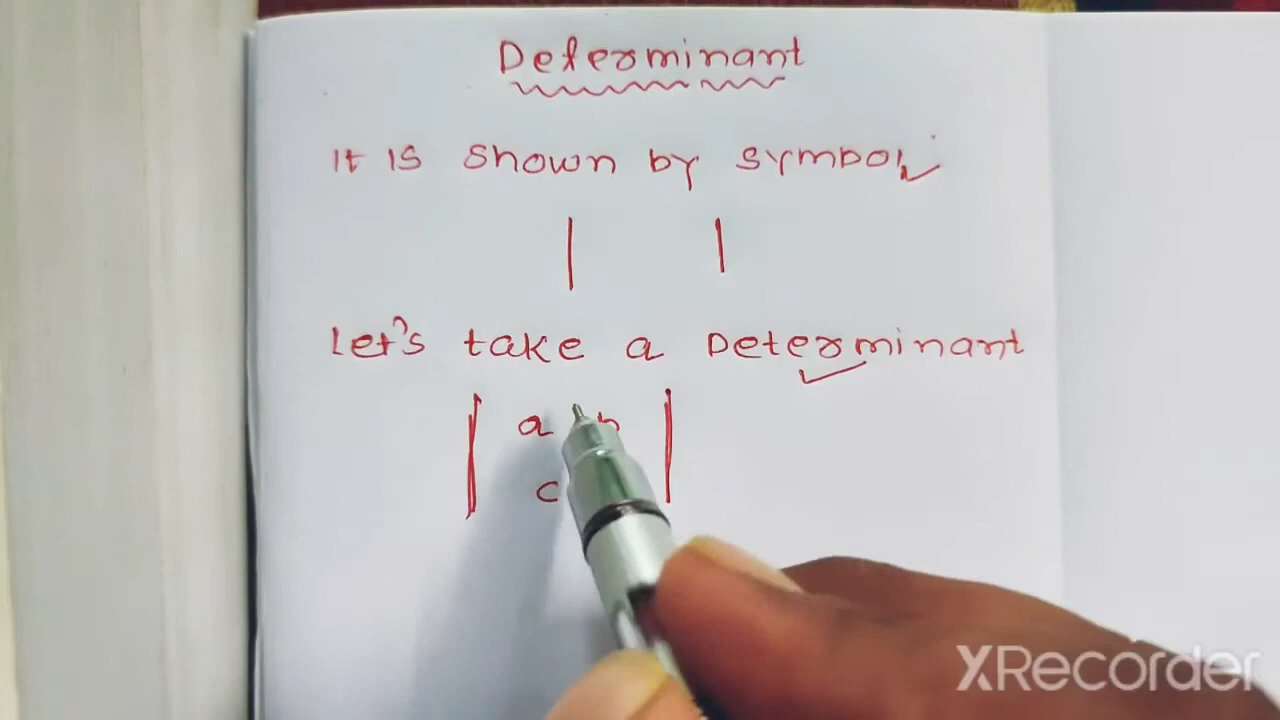 Determinant
It is shown by symbol
| |
Let's take a Determinant
| a b |
c
XRecorder